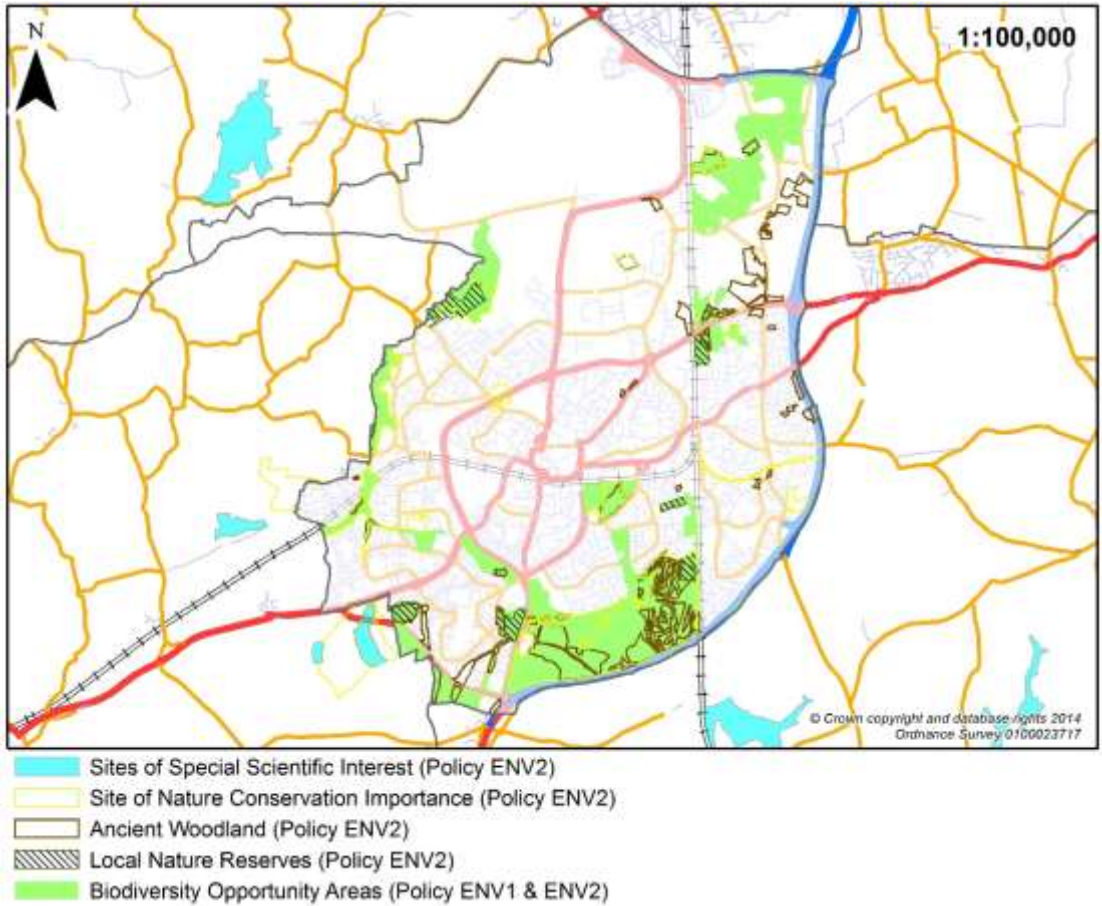 N
1:100,000
© Crown copyright and database rights 2014
Ordnance Survey 0100023717
Sites of Special Scientific Interest (Policy ENV2)
Site of Nature Conservation Importance (Policy ENV2)
Ancient Woodland (Policy ENV2)
Local Nature Reserves (Policy ENV2)
Biodiversity Opportunity Areas (Policy ENV1 & ENV2)